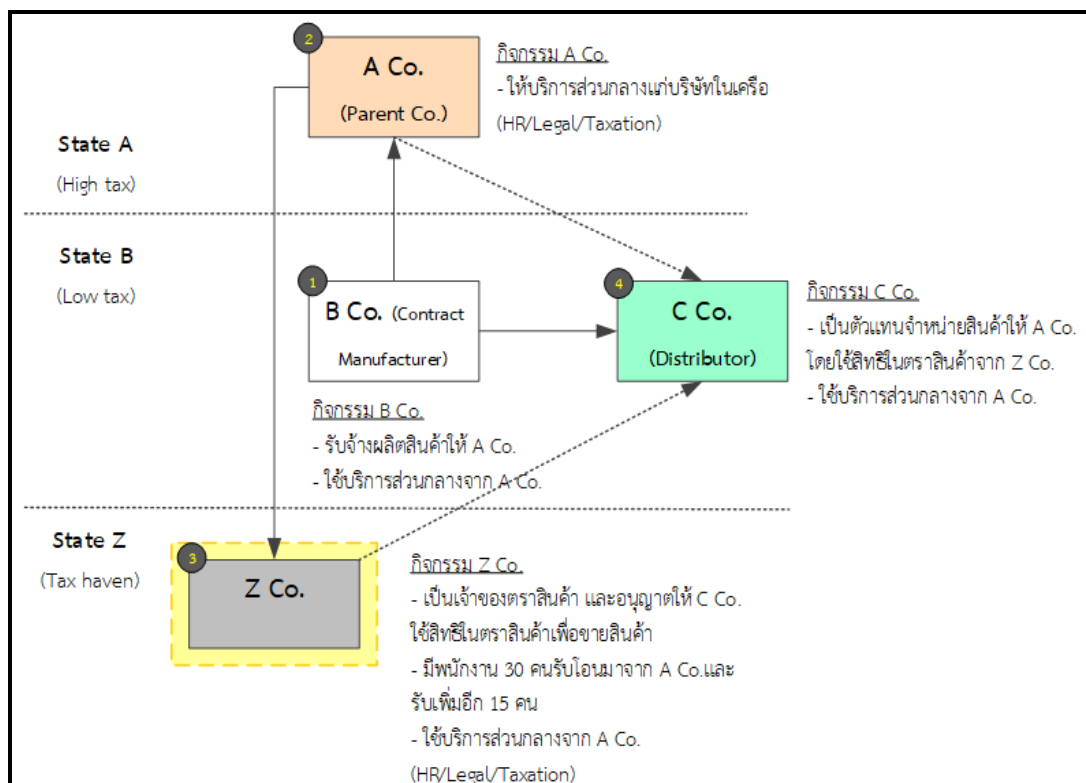 2
A Co.
(Parent Co.)
กิจกรรม A Co.
- ให้บริการส่วนกลางแก่บริษัทในเครือ
(HR/Legal/Taxation)
State A
(High tax)
State B
(Low tax)
1
B Co. (Contract
Manufacturer)
กิจกรรม B Co.
- รับจ้างผลิตสินค้าให้ A Co.
- ใช้บริการส่วนกลางจาก A Co.
4
C Co.
(Distributor)
กิจกรรม C Co.
- เป็นตัวแทนจำหน่ายสินค้าให้ A Co.
โดยใช้สิทธิในตราสินค้าจาก Z Co.
- ใช้บริการส่วนกลางจาก A Co.
State Z
(Tax haven)
3
Z Co.
กิจกรรม Z Co.
- เป็นเจ้าของตราสินค้า และอนุญาตให้ C Co.
ใช้สิทธิในตราสินค้าเพื่อขายสินค้า
- มีพนักงาน 30 คนรับโอนมาจาก A Co.และ
รับเพิ่มอีก 15 คน
- ใช้บริการส่วนกลางจาก A Co.
(HR/Legal/Taxation)